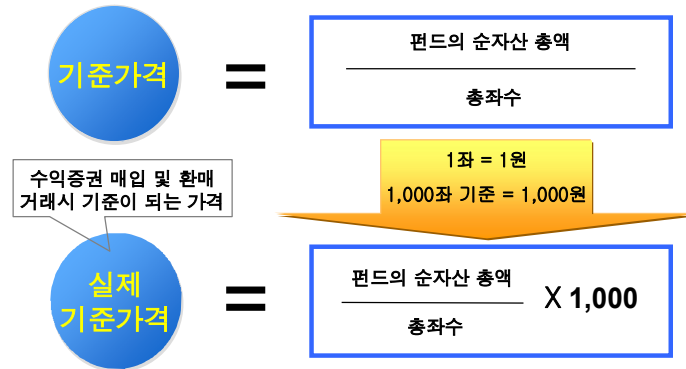 기준가격
=
펀드의 순자산 총액
총좌수
1좌 = 1원
1,000좌 기준 = 1,000원
수익증권 매입 및 환매
거래시 기준이 되는 가격
실제
기준가격
=
펀드의 순자산 총액
총좌수
X 1,000